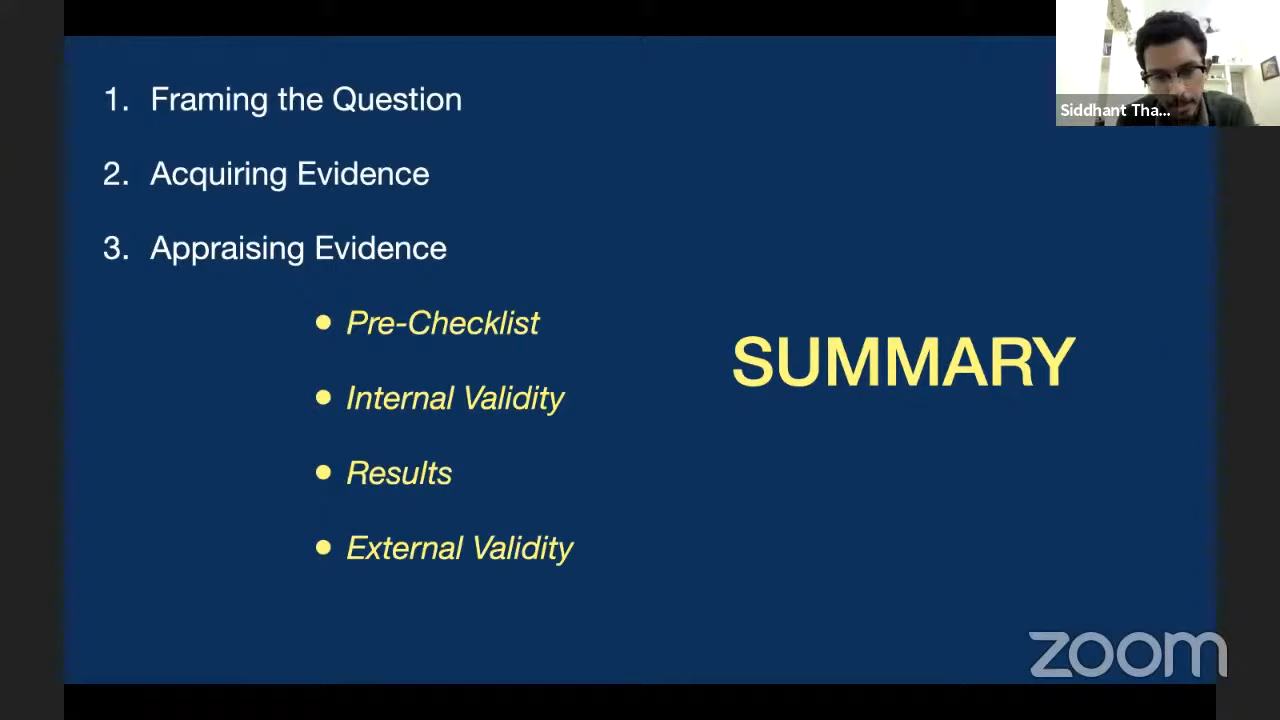 1. Framing the Question
2. Acquiring Evidence
3. Appraising Evidence
• Pre-Checklist
• Internal Validity
• Results
• External Validity
SUMMARY
Siddhant Tha...
zoom